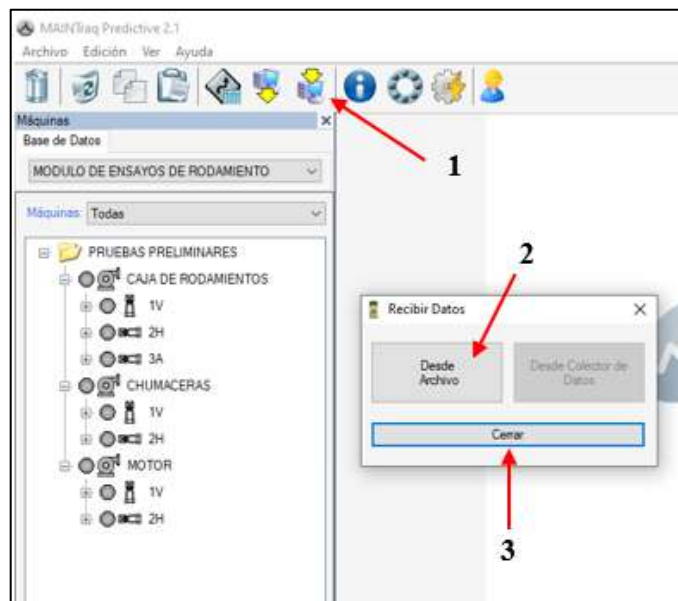 MAINTraq Predictive 2.1
Archivo Edición Ver Ayuda
Máquinas
Base de Datos
1
MODULO DE ENSAYOS DE RODAMIENTO
Máquinas: Todas
PRUEBAS PRELIMINARES
CAJA DE RODAMIENTOS
1V
2H
3A
CHUMACERAS
1V
2H
MOTOR
1V
2H
2
Recibir Datos
Desde
Archivo
Desde Colector de
Datos
Cerrar
3